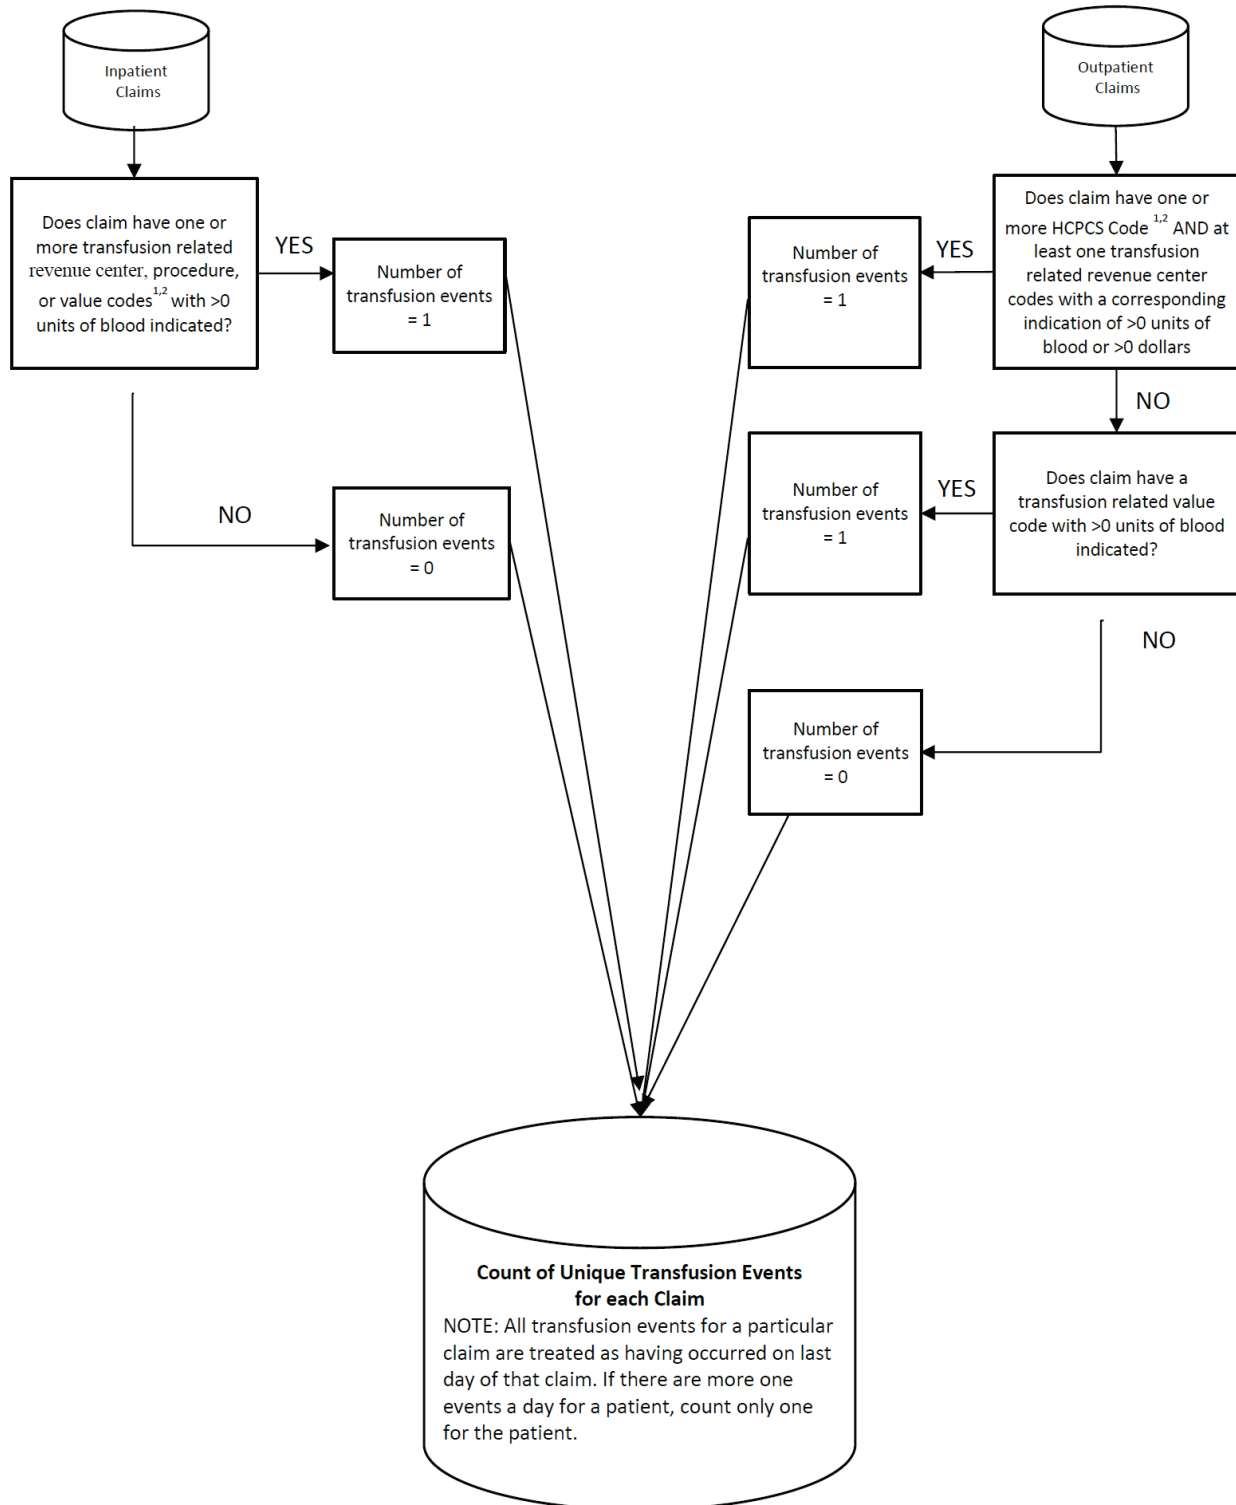 Inpatient
Claims
Does claim have one or
more transfusion related
revenue center, procedure,
or value codes1,2 with >0
units of blood indicated?
YES
Number of
transfusion events
= 1
NO
Number of
transfusion events
= 0
Outpatient
Claims
Does claim have one or
more HCPCS Code 1,2 AND at
least one transfusion
related revenue center
codes with a corresponding
indication of >0 units of
blood or >0 dollars
YES
Number of
transfusion events
= 1
NO
Does claim have a
transfusion related value
code with >0 units of blood
indicated?
YES
Number of
transfusion events
= 1
NO
Number of
transfusion events
= 0
Count of Unique Transfusion Events
for each Claim
NOTE: All transfusion events for a particular
claim are treated as having occurred on last
day of that claim. If there are more one
events a day for a patient, count only one
for the patient.